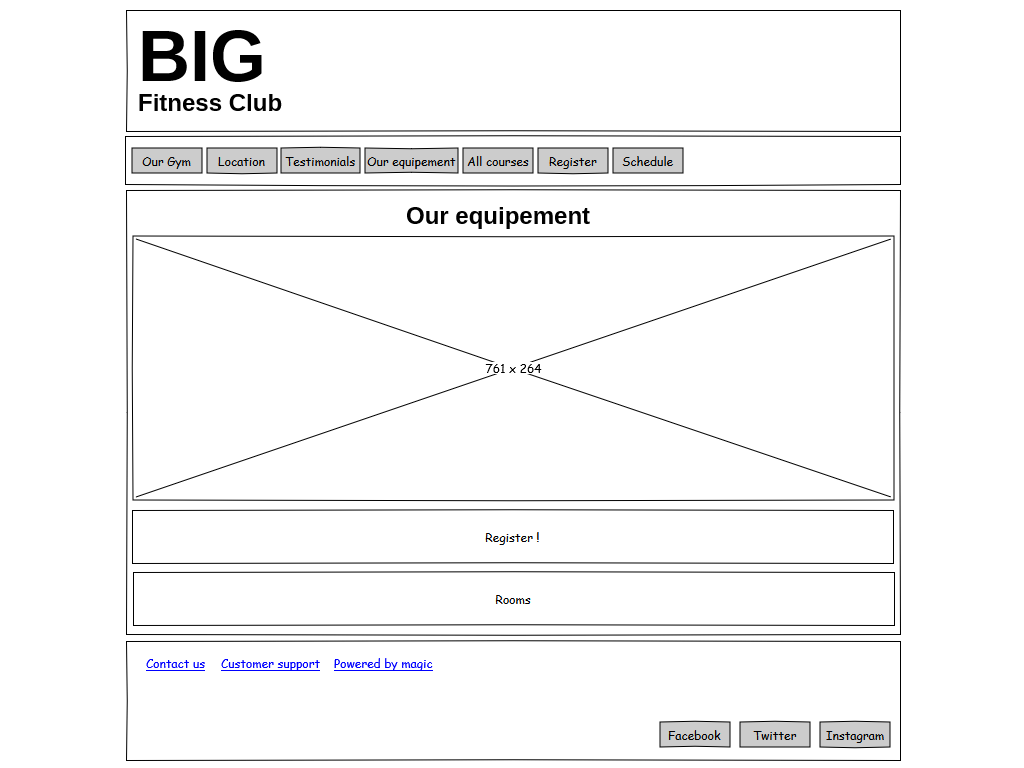 BIG
Fitness Club
Our Gym Location Testimonials Our equipement All courses Register Schedule
Our equipement
761 x 264
Register !
Rooms
Contact us Customer support Powered by magic
Facebook Twitter Instagram